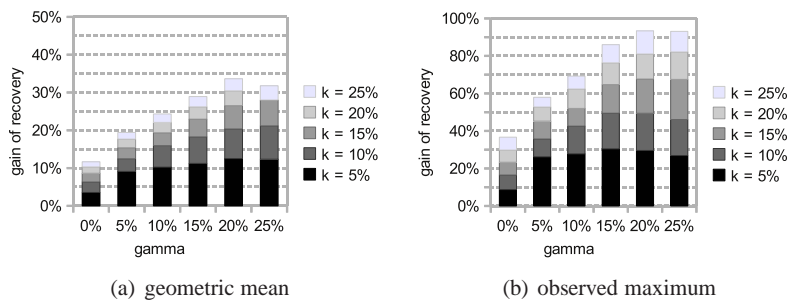 50%
40%
30%
20%
10%
0%
gain of recovery
0% 5% 10% 15% 20% 25%
gamma
k = 25%
k = 20%
k = 15%
k = 10%
k = 5%
(a) geometric mean
100%
80%
60%
40%
20%
0%
gain of recovery
0% 5% 10% 15% 20% 25%
gamma
k = 25%
k = 20%
k = 15%
k = 10%
k = 5%
(b) observed maximum